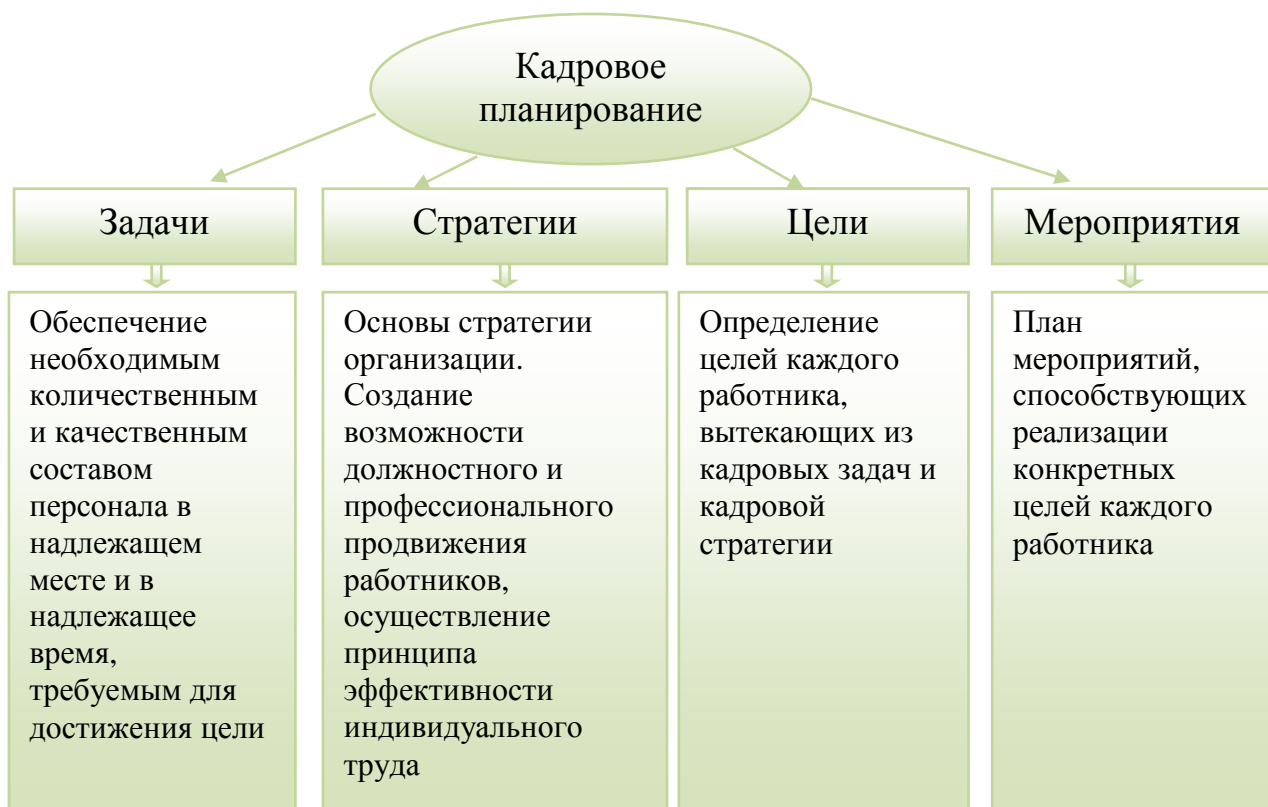 Кадровое
планирование
Задачи
Стратегии
Цели
Мероприятия
Обеспечение
необходимым
количественным
и качественным
составом
персонала в
надлежащем
месте и в
надлежащее
время,
требуемым для
достижения цели
Основы стратегии
организации.
Создание
возможности
должностного и
профессионального
продвижения
работников,
осуществление
принципа
эффективности
индивидуального
труда
Определение
целей каждого
работника,
вытекающих из
кадровых задач и
кадровой
стратегии
План
мероприятий,
способствующих
реализации
конкретных
целей каждого
работника